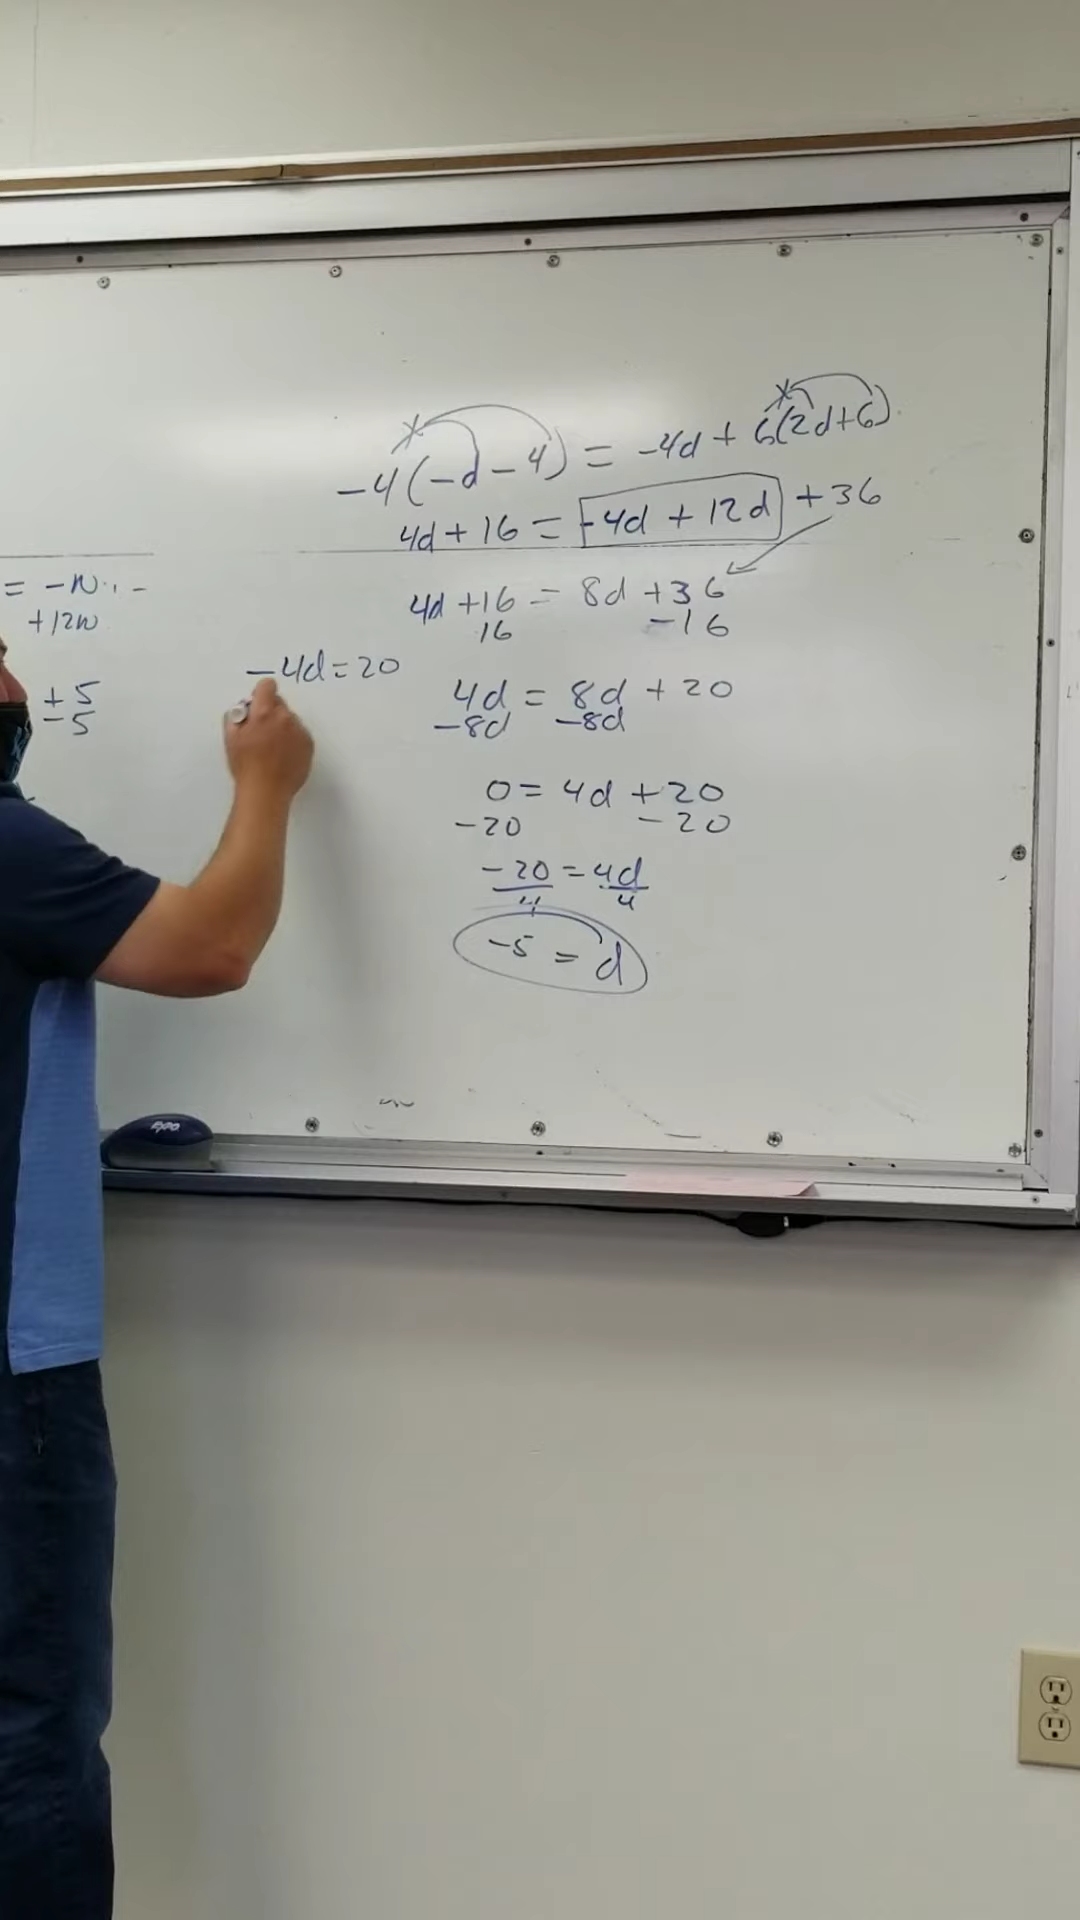 -4(-d-4) = -4d + 6(2d+6)
4d+16 = -4d + 12d +36
4d +16 = 8d +36
16 -16
4d = 8d + 20
-8d -8d
0 = 4d +20
-20 -20
-20 = 4d
4 4
-5 = d
-4d=20
+12w
+5
-5
expo